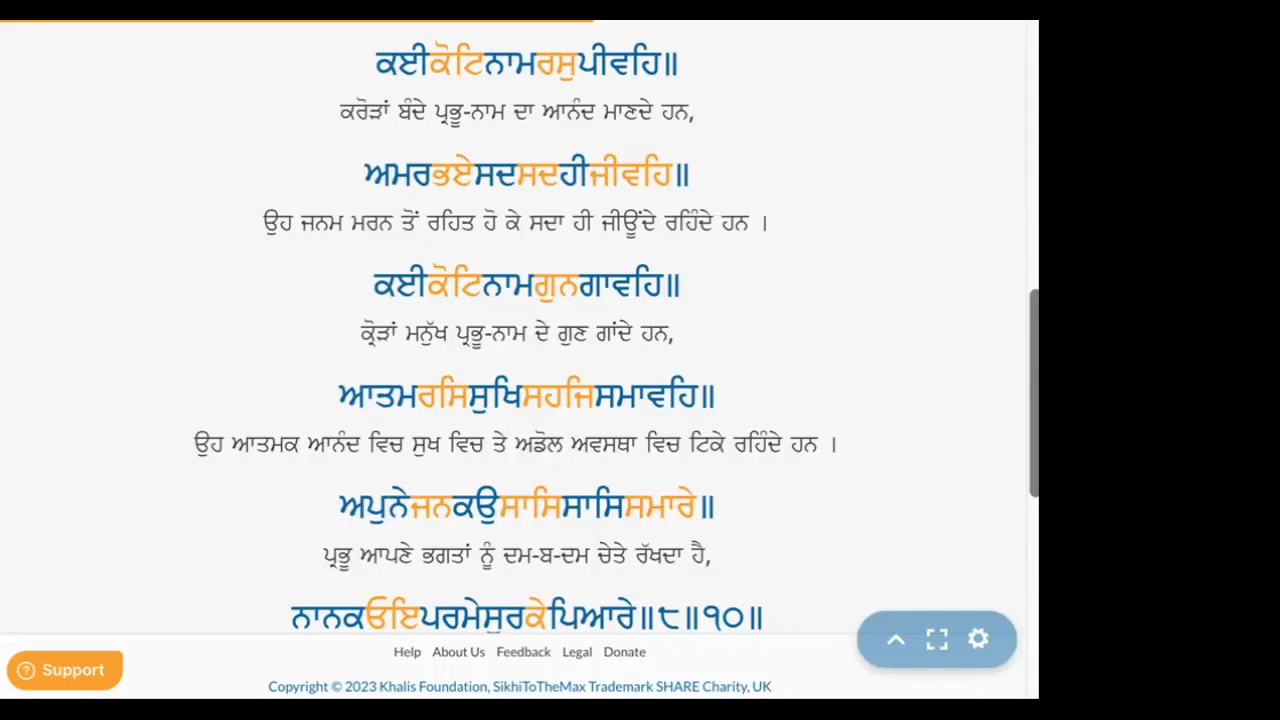 ਕਈਕੋਟਿਨਾਮਰਸੁਪੀਵਹਿ॥
ਕਰੋੜਾਂ ਬੰਦੇ ਪ੍ਰਭੂ-ਨਾਮ ਦਾ ਆਨੰਦ ਮਾਣਦੇ ਹਨ,
ਅਮਰਭਏਸਦਸਦਹੀਜੀਵਹਿ॥
ਉਹ ਜਨਮ ਮਰਨ ਤੋਂ ਰਹਿਤ ਹੋ ਕੇ ਸਦਾ ਹੀ ਜੀਊਂਦੇ ਰਹਿੰਦੇ ਹਨ ।
ਕਈਕੋਟਿਨਾਮਗੁਨਗਾਵਹਿ॥
ਕ੍ਰੋੜਾਂ ਮਨੁੱਖ ਪ੍ਰਭੂ-ਨਾਮ ਦੇ ਗੁਣ ਗਾਂਦੇ ਹਨ,
ਆਤਮਰਸਿਸੁਖਿਸਹਜਿਸਮਾਵਹਿ॥
ਉਹ ਆਤਮਕ ਆਨੰਦ ਵਿਚ ਸੁਖ ਵਿਚ ਤੇ ਅਡੋਲ ਅਵਸਥਾ ਵਿਚ ਟਿਕੇ ਰਹਿੰਦੇ ਹਨ ।
ਅਪੁਨੇਜਨਕਉਸਾਸਿਸਾਸਿਸਮਾਰੇ॥
ਪ੍ਰਭੂ ਆਪਣੇ ਭਗਤਾਂ ਨੂੰ ਦਮ-ਬ-ਦਮ ਚੇਤੇ ਰੱਖਦਾ ਹੈ,
ਨਾਨਕਓਇਪਰਮੇਸੁਰਕੇਪਿਆਰੇ॥੮॥੧੦॥
Help About Us Feedback Legal Donate
Support
Copyright © 2023 Khalis Foundation, SikhiToTheMax Trademark SHARE Charity, UK